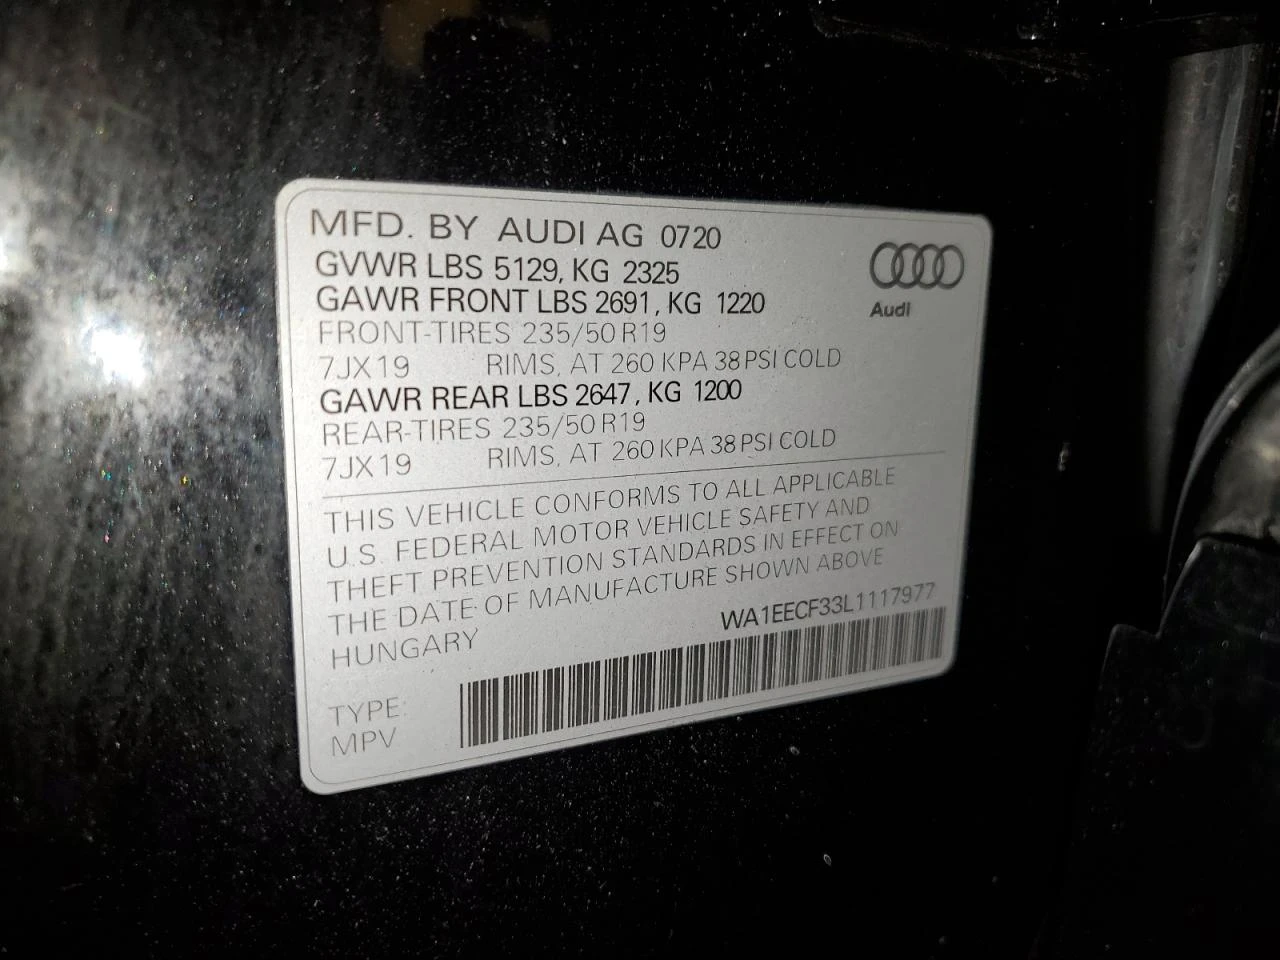 MFD. BY AUDI AG 0720
GVWR LBS 5129, KG 2325
GAWR FRONT LBS 2691, KG 1220
FRONT-TIRES 235/50 R19
7JX19 RIMS, AT 260 KPA 38 PSI COLD
GAWR REAR LBS 2647, KG 1200
REAR-TIRES 235/50 R19
7JX19 RIMS, AT 260 KPA 38 PSI COLD
Audi
THIS VEHICLE CONFORMS TO ALL APPLICABLE
U.S. FEDERAL MOTOR VEHICLE SAFETY AND
THEFT PREVENTION STANDARDS IN EFFECT ON
THE DATE OF MANUFACTURE SHOWN ABOVE
HUNGARY
WA1EECF33L1117977
TYPE:
MPV